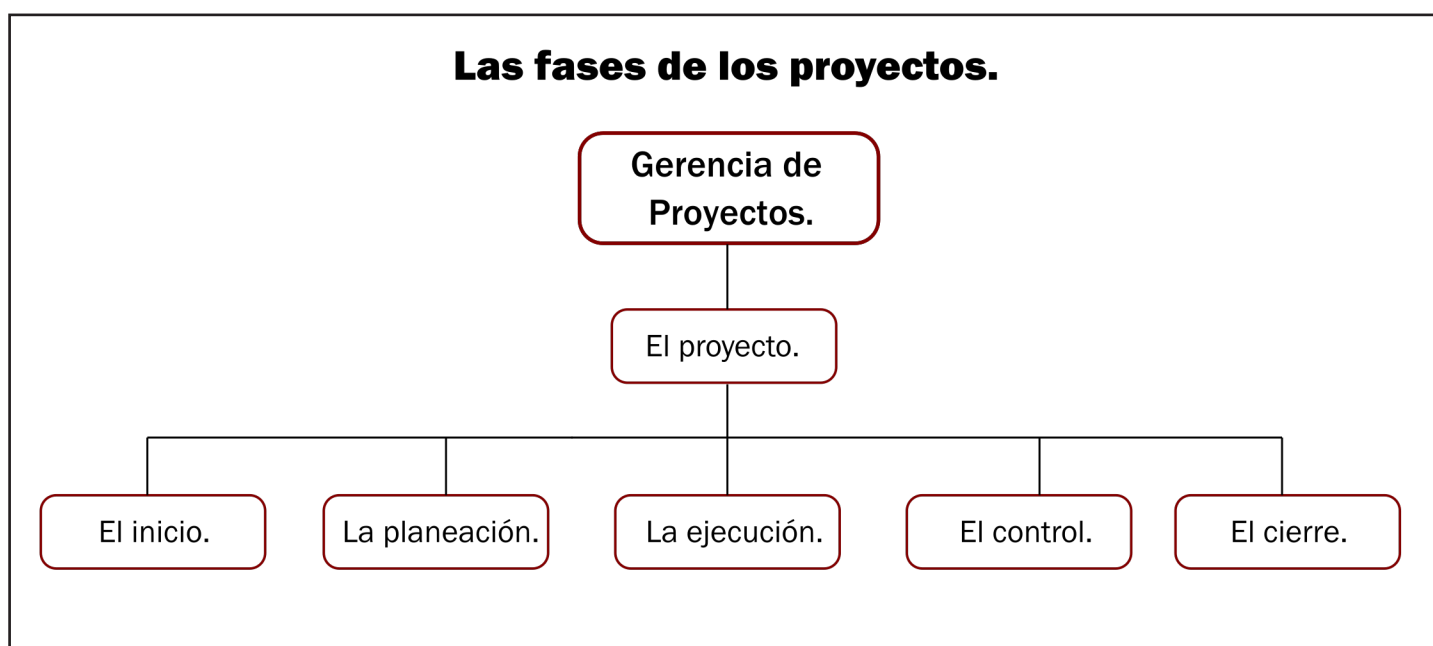 Las fases de los proyectos.
Gerencia de
Proyectos.
El proyecto.
El inicio.
La planeación.
La ejecución.
El control.
El cierre.